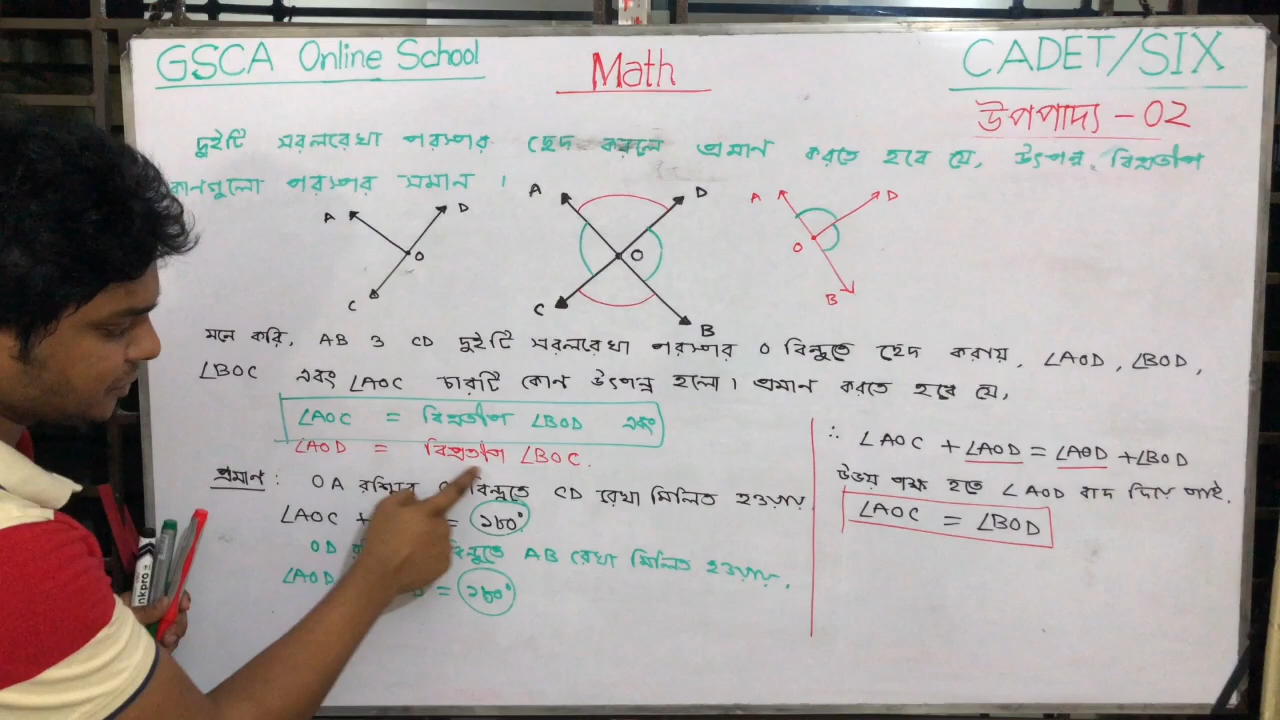 GSCA Online School
Math
CADET/SIX
উপপাদ্য - 02
দুইটি সরলরেখা পরস্পর ছেদ করলে প্রমাণ করতে হবে যে, উৎপন্ন বিপ্রতীপ
কোণগুলো পরস্পর সমান ।
A D O C
A D O C B
A D O B
মনে করি, AB ও CD দুইটি সরলরেখা পরস্পর O বিন্দুতে ছেদ করায়, ∠AOD, ∠BOD,
∠BOC এবং ∠AOC চারটি কোন উৎপন্ন হলো। প্রমাণ করতে হবে যে,
∠AOC = বিপ্রতীপ ∠BOD এবং
∠AOD = বিপ্রতীপ ∠BOC.
প্রমাণ : OA রশ্মির বিন্দুতে CD রেখা মিলিত হওয়ায়
∠AOC + = ১৮০°
OD বিন্দুতে AB রেখা মিলিত হওয়ায়,
∠AOD = ১৮০°
∴ ∠AOC + ∠AOD = ∠AOD + ∠BOD
উভয় পক্ষ হতে ∠AOD বাদ দিয়ে পাই.
∠AOC = ∠BOD
nkpro